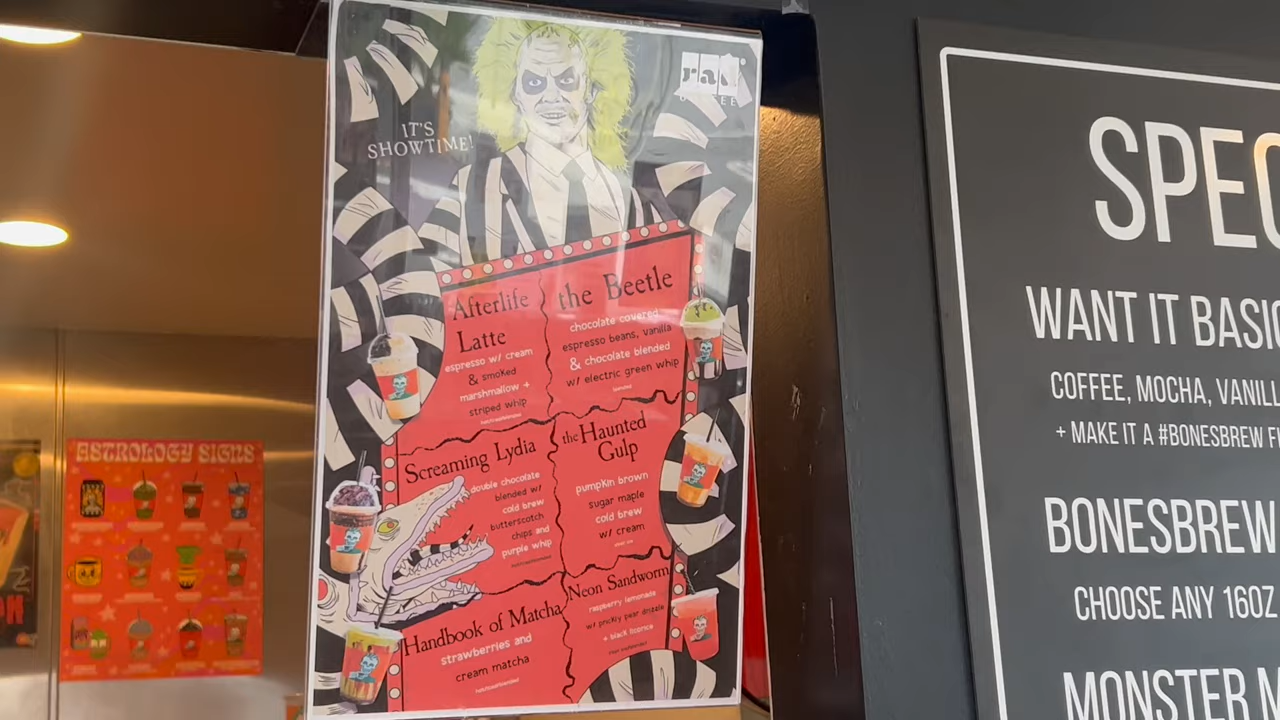 IT'S
SHOWTIME!
Afterlife
Latte
espresso w/ cream
& smoked
marshmallow +
striped whip
the Beetle
chocolate covered
espresso beans, vanilla
& chocolate blended
w/ electric green whip
Screaming Lydia
double chocolate
blended w/
cold brew
butterscotch
chips and
purple whip
the Haunted
Gulp
pumpkin brown
sugar maple
cold brew
w/ cream
Handbook of Matcha
strawberries and
cream matcha
Neon Sandworm
raspberry lemonade
w/ prickly pear drizzle
+ black licorice
ASTROLOGY SIGNS
SPEC
WANT IT BASIC
COFFEE, MOCHA, VANILL
+ MAKE IT A #BONESBREW F
BONESBREW
CHOOSE ANY 16OZ
MONSTER M